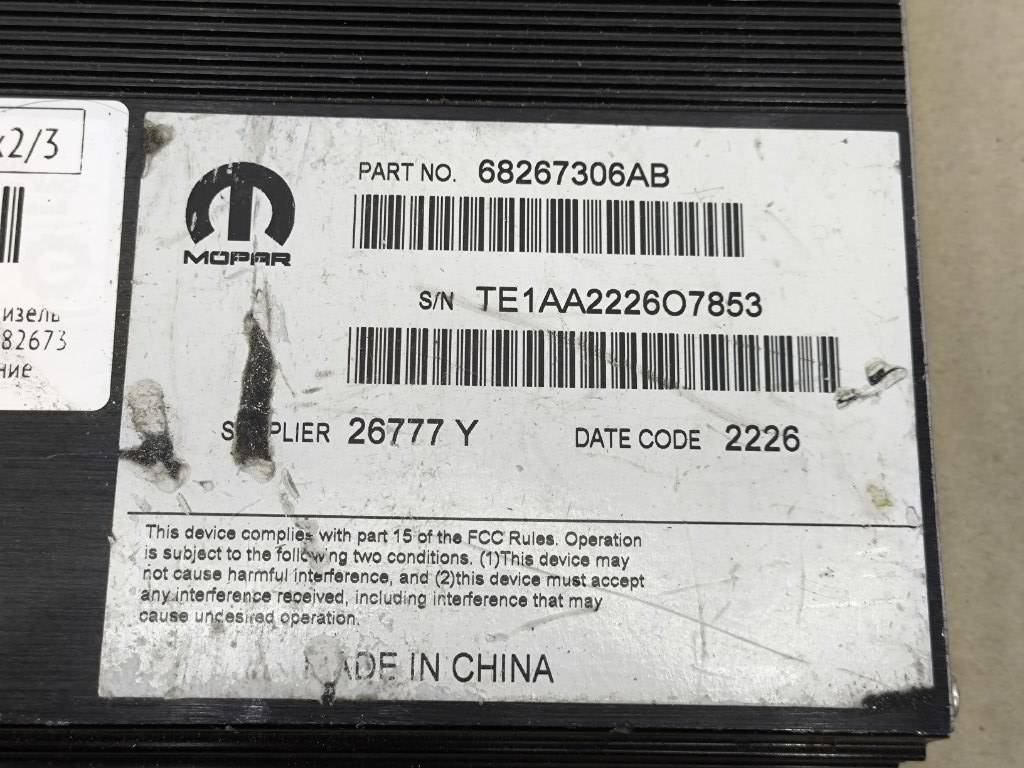 x2/3
изель
82673
ние
MOPAR
PART NO. 68267306AB
S/N TE1AA2226O7853
SUPPLIER 26777 Y DATE CODE 2226
This device complies with part 15 of the FCC Rules. Operation
is subject to the following two conditions. (1)This device may
not cause harmful interference, and (2)this device must accept
any interference received, including interference that may
cause undesired operation.
MADE IN CHINA